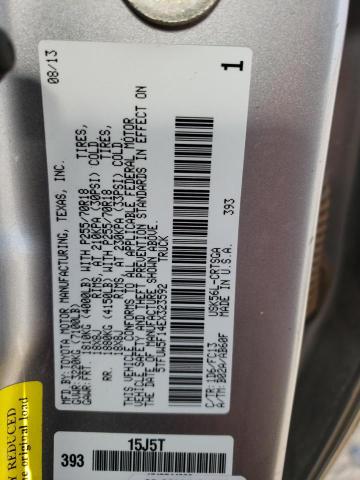 08/13
MFD. BY: TOYOTA MOTOR MANUFACTURING, TEXAS, INC.
GVWR: 3220KG (7100LB)
GAWR: FRT. 1810KG (4000LB) WITH P255/70R18 TIRES,
18X8J RIMS, AT 210KPA (30PSI) COLD.
RR. 1880KG (4150LB) WITH P255/70R18 TIRES,
18X8J RIMS, AT 230KPA (33PSI) COLD.
THIS VEHICLE CONFORMS TO ALL APPLICABLE FEDERAL MOTOR
VEHICLE SAFETY AND THEFT PREVENTION STANDARDS IN EFFECT ON
THE DATE OF MANUFACTURE SHOWN ABOVE.
TRUCK
C/TR: 1D6/FC13
A/TM: B02A/AB60F
USK56L-CRTSGA
MADE IN U.S.A.
393
1
Y REDUCED
e original load
393
15J5T